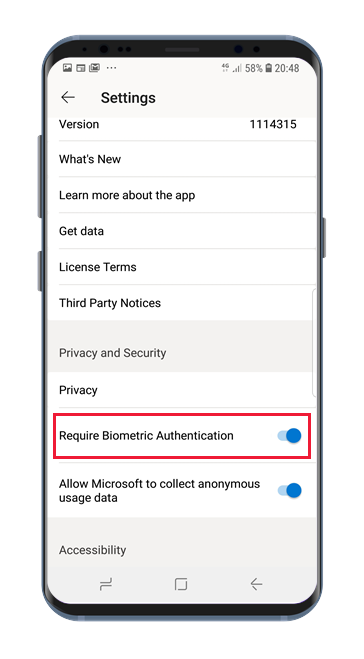 4G 58% 20:48
Settings
Version 1114315
What's New
Learn more about the app
Get data
License Terms
Third Party Notices
Privacy and Security
Privacy
Require Biometric Authentication
Allow Microsoft to collect anonymous
usage data
Accessibility